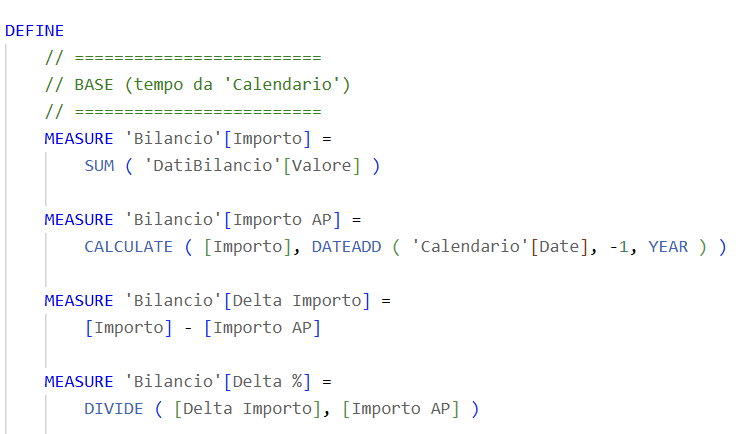 DEFINE
// =========================
// BASE (tempo da 'Calendario')
// =========================
MEASURE 'Bilancio'[Importo] =
SUM ( 'DatiBilancio'[Valore] )
MEASURE 'Bilancio'[Importo AP] =
CALCULATE ( [Importo], DATEADD ( 'Calendario'[Date], -1, YEAR ) )
MEASURE 'Bilancio'[Delta Importo] =
[Importo] - [Importo AP]
MEASURE 'Bilancio'[Delta %] =
DIVIDE ( [Delta Importo], [Importo AP] )